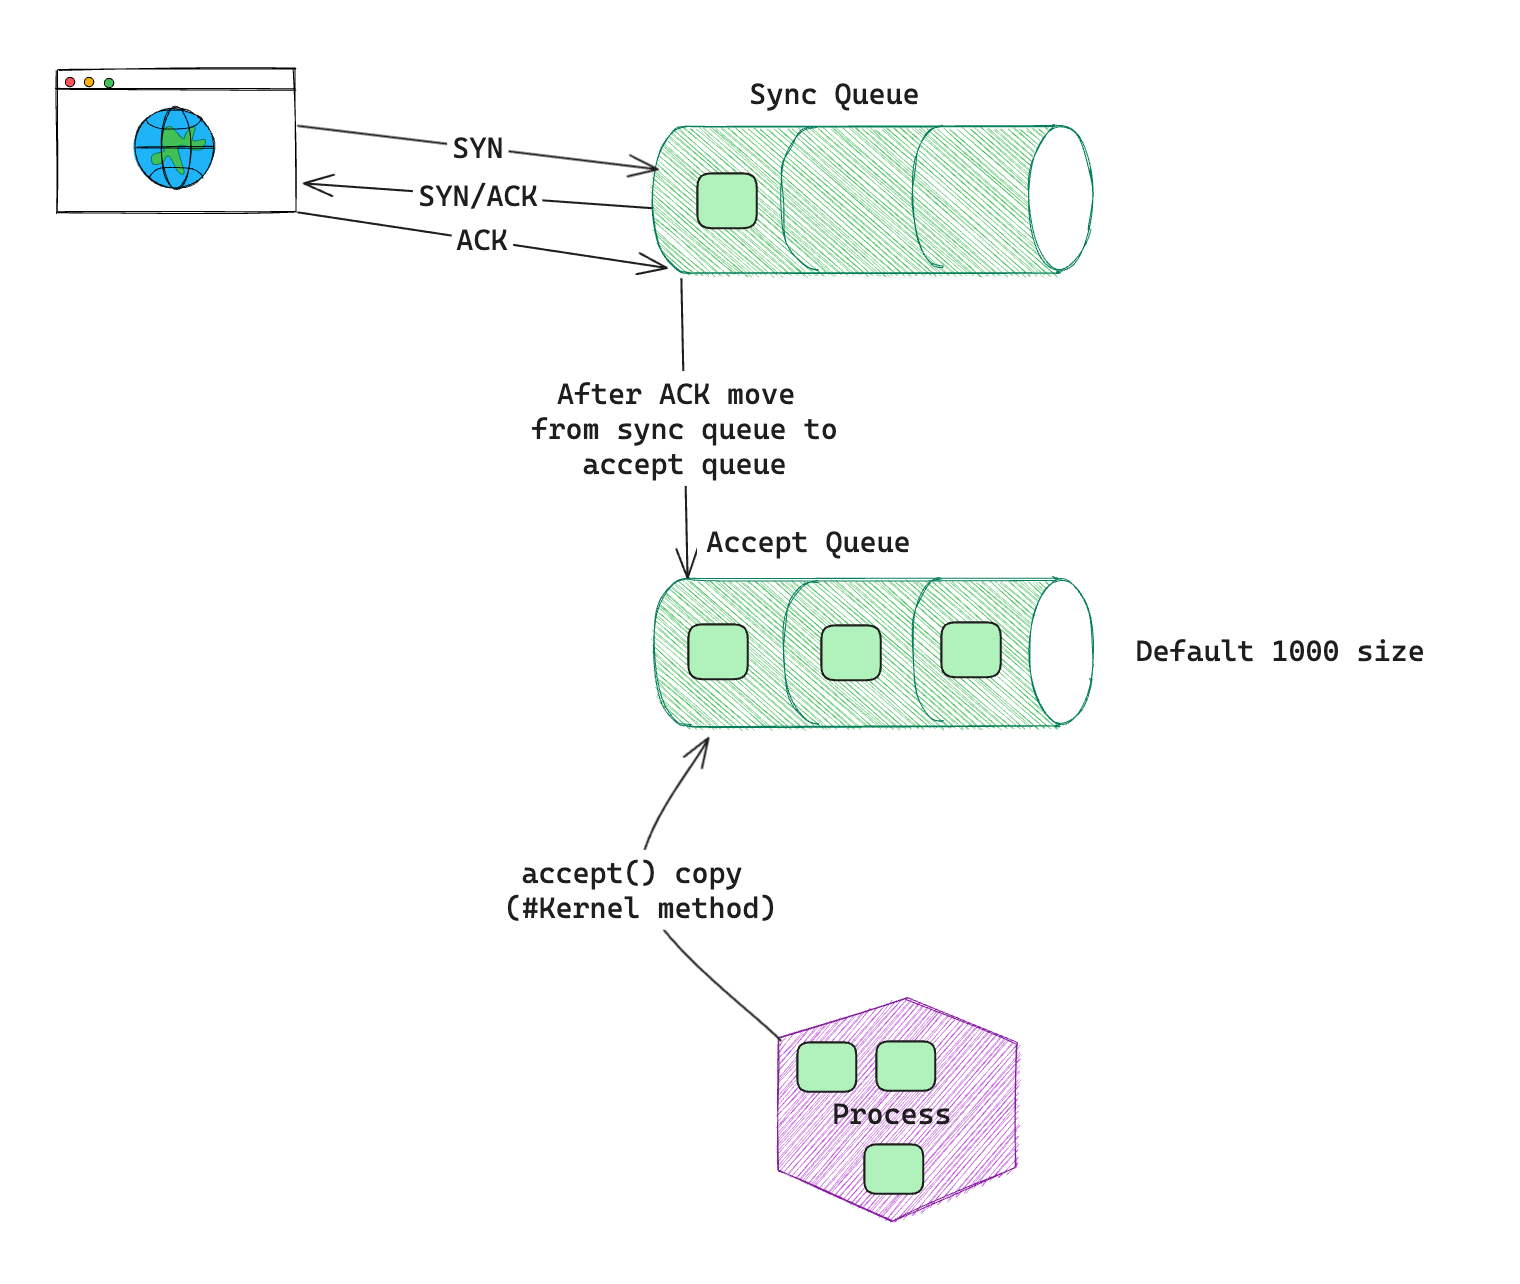 Sync Queue
SYN
SYN/ACK
ACK
After ACK move
from sync queue to
accept queue
Accept Queue
Default 1000 size
accept() copy
(#Kernel method)
Process